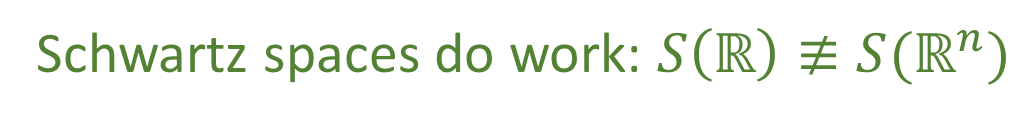 Schwartz spaces do work: 𝑆(ℝ) ≢ 𝑆(ℝⁿ)